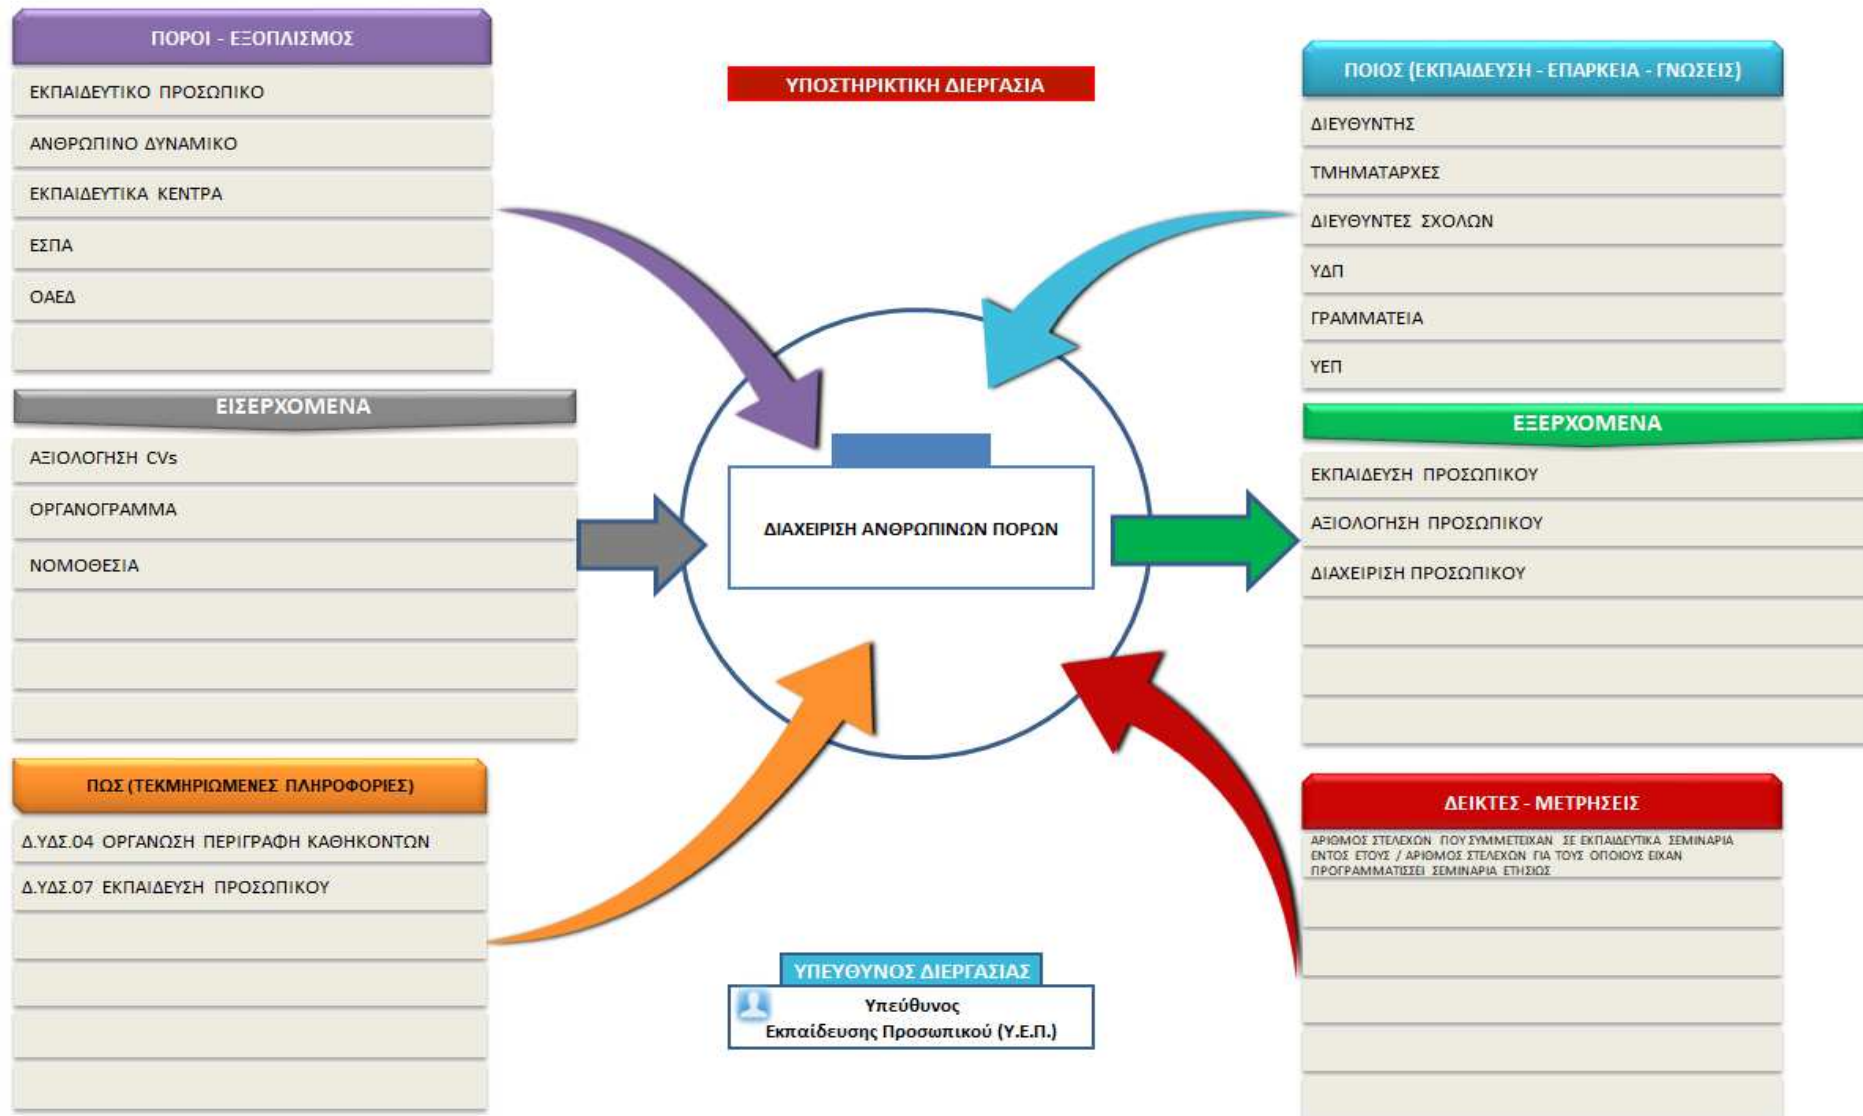 ΠΟΡΟΙ - ΕΞΟΠΛΙΣΜΟΣ
ΕΚΠΑΙΔΕΥΤΙΚΟ ΠΡΟΣΩΠΙΚΟ
ΑΝΘΡΩΠΙΝΟ ΔΥΝΑΜΙΚΟ
ΕΚΠΑΙΔΕΥΤΙΚΑ ΚΕΝΤΡΑ
ΕΣΠΑ
ΟΑΕΔ
ΥΠΟΣΤΗΡΙΚΤΙΚΗ ΔΙΕΡΓΑΣΙΑ
ΠΟΙΟΣ (ΕΚΠΑΙΔΕΥΣΗ - ΕΠΑΡΚΕΙΑ - ΓΝΩΣΕΙΣ)
ΔΙΕΥΘΥΝΤΗΣ
ΤΜΗΜΑΤΑΡΧΕΣ
ΔΙΕΥΘΥΝΤΕΣ ΣΧΟΛΩΝ
ΥΔΠ
ΓΡΑΜΜΑΤΕΙΑ
ΥΕΠ
ΕΙΣΕΡΧΟΜΕΝΑ
ΑΞΙΟΛΟΓΗΣΗ CVs
ΟΡΓΑΝΟΓΡΑΜΜΑ
ΝΟΜΟΘΕΣΙΑ
ΔΙΑΧΕΙΡΙΣΗ ΑΝΘΡΩΠΙΝΩΝ ΠΟΡΩΝ
ΕΞΕΡΧΟΜΕΝΑ
ΕΚΠΑΙΔΕΥΣΗ ΠΡΟΣΩΠΙΚΟΥ
ΑΞΙΟΛΟΓΗΣΗ ΠΡΟΣΩΠΙΚΟΥ
ΔΙΑΧΕΙΡΙΣΗ ΠΡΟΣΩΠΙΚΟΥ
ΠΩΣ (ΤΕΚΜΗΡΙΩΜΕΝΕΣ ΠΛΗΡΟΦΟΡΙΕΣ)
Δ.ΥΔΣ.04 ΟΡΓΑΝΩΣΗ ΠΕΡΙΓΡΑΦΗ ΚΑΘΗΚΟΝΤΩΝ
Δ.ΥΔΣ.07 ΕΚΠΑΙΔΕΥΣΗ ΠΡΟΣΩΠΙΚΟΥ
ΥΠΕΥΘΥΝΟΣ ΔΙΕΡΓΑΣΙΑΣ
Υπεύθυνος
Εκπαίδευσης Προσωπικού (Υ.Ε.Π.)
ΔΕΙΚΤΕΣ - ΜΕΤΡΗΣΕΙΣ
ΑΡΙΘΜΟΣ ΣΤΕΛΕΧΩΝ ΠΟΥ ΣΥΜΜΕΤΕΙΧΑΝ ΣΕ ΕΚΠΑΙΔΕΥΤΙΚΑ ΣΕΜΙΝΑΡΙΑ
ΕΝΤΟΣ ΕΤΟΥΣ / ΑΡΙΘΜΟΣ ΣΤΕΛΕΧΩΝ ΓΙΑ ΤΟΥΣ ΟΠΟΙΟΥΣ ΕΙΧΑΝ
ΠΡΟΓΡΑΜΜΑΤΙΣΣΕΙ ΣΕΜΙΝΑΡΙΑ ΕΤΗΣΙΩΣ